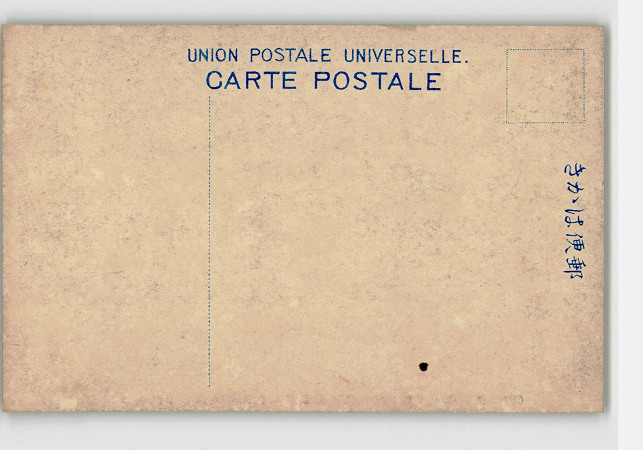 UNION POSTALE UNIVERSELLE.
CARTE POSTALE
郵便はがき